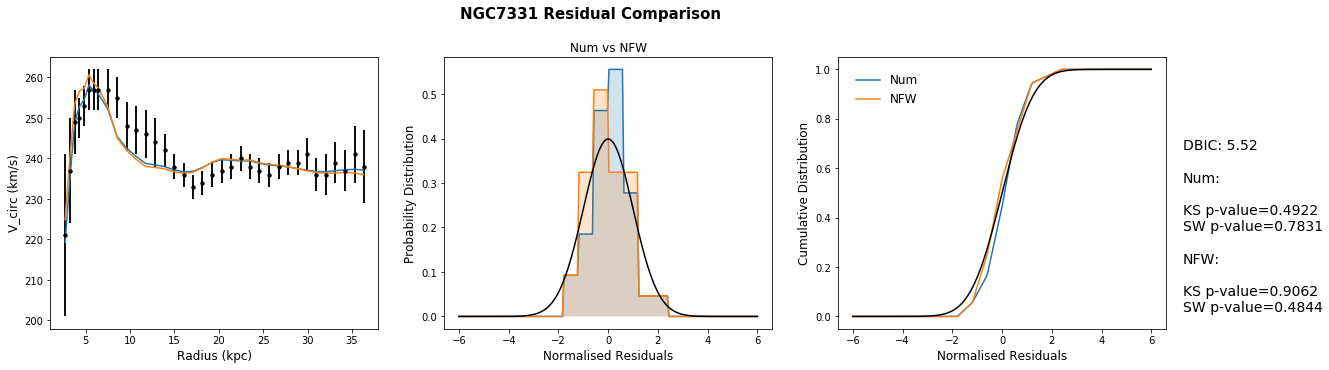 NGC7331 Residual Comparison
V_circ (km/s)
260
250
240
230
220
210
200
5
10
15
20
25
30
35
Radius (kpc)
Num vs NFW
Probability Distribution
0.5
0.4
0.3
0.2
0.1
0.0
−6
−4
−2
0
2
4
6
Normalised Residuals
Cumulative Distribution
1.0
0.8
0.6
0.4
0.2
0.0
Num
NFW
−6
−4
−2
0
2
4
6
Normalised Residuals
DBIC: 5.52
Num:
KS p-value=0.4922
SW p-value=0.7831
NFW:
KS p-value=0.9062
SW p-value=0.4844